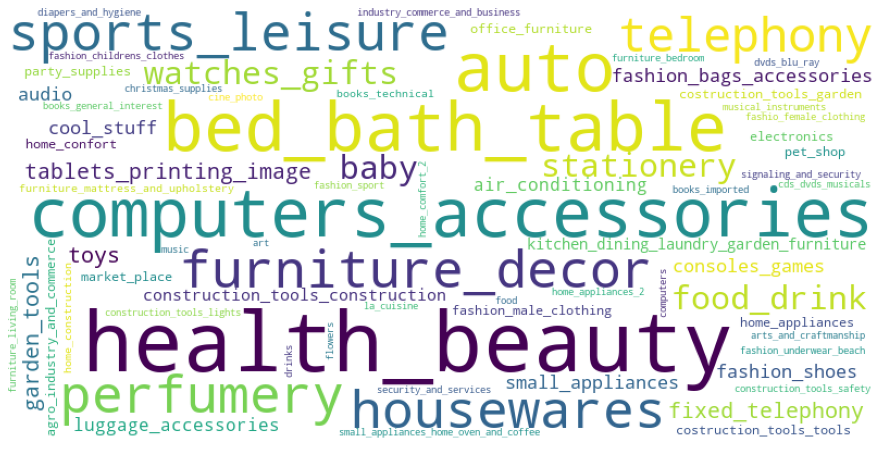 diapers_and_hygiene
industry_commerce_and_business
sports_leisure
office_furniture
telephony
fashion_childrens_clothes
auto
furniture_bedroom
dvds_blu_ray
party_supplies
watches_gifts
fashion_bags_accessories
audio
christmas_supplies
cine_photo
books_technical
costruction_tools_garden
books_general_interest
musical_instruments
bed_bath_table
fashio_female_clothing
cool_stuff
electronics
home_confort
pet_shop
tablets_printing_image
baby
stationery
signaling_and_security
furniture_mattress_and_upholstery
fashion_sport
home_comfort_2
air_conditioning
books_imported
cds_dvds_musicals
computers_accessories
music
art
kitchen_dining_laundry_garden_furniture
toys
furniture_decor
consoles_games
market_place
garden_tools
agro_industry_and_commerce
home_construction
furniture_living_room
construction_tools_construction
food
home_appliances_2
computers
food_drink
construction_tools_lights
la_cuisine
fashion_male_clothing
health_beauty
home_appliances
drinks
flowers
arts_and_craftmanship
fashion_underwear_beach
fashion_shoes
perfumery
small_appliances
security_and_services
construction_tools_safety
housewares
fixed_telephony
luggage_accessories
small_appliances_home_oven_and_coffee
costruction_tools_tools